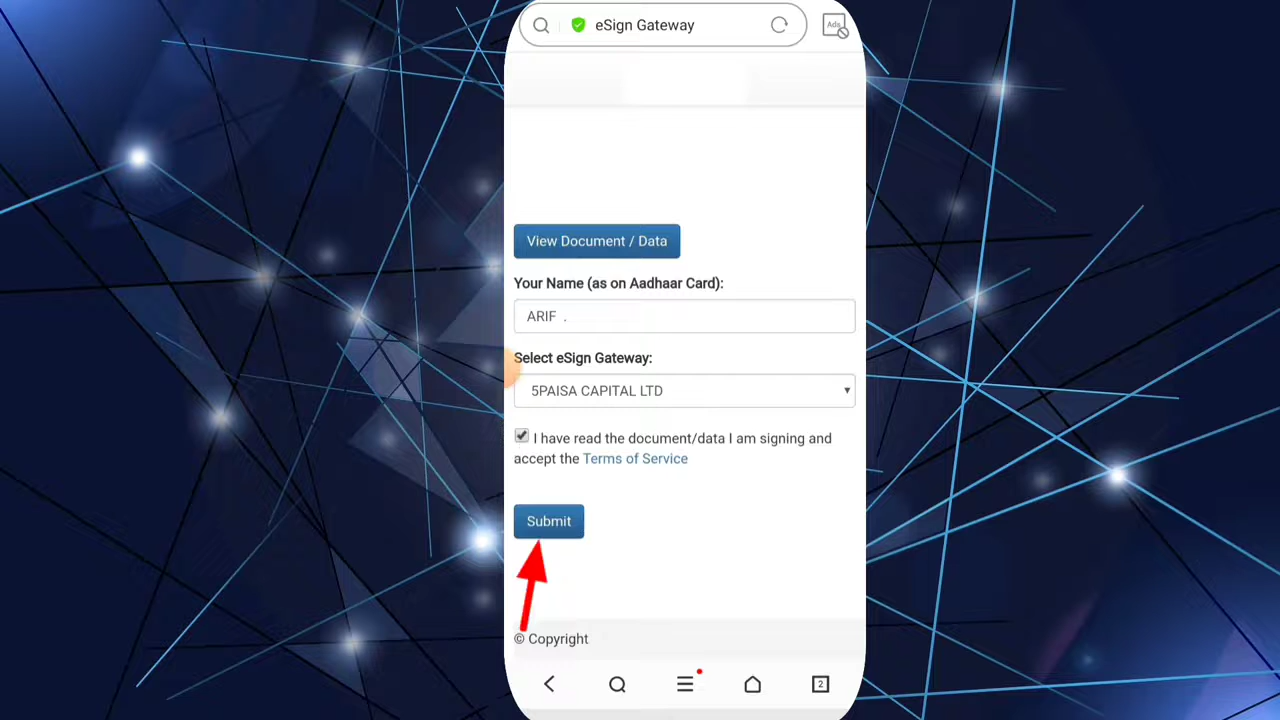 eSign Gateway
Ads
View Document / Data
Your Name (as on Aadhaar Card):
ARIF .
Select eSign Gateway:
5PAISA CAPITAL LTD
I have read the document/data I am signing and
accept the Terms of Service
Submit
© Copyright
2